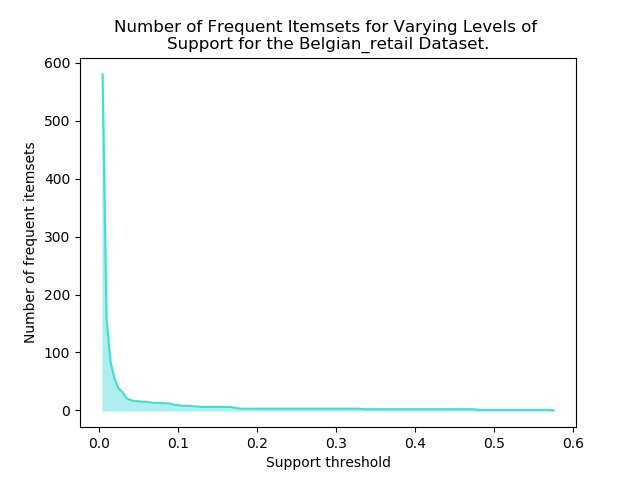 Number of Frequent Itemsets for Varying Levels of
Support for the Belgian_retail Dataset.
600
500
400
300
200
100
0
Number of frequent itemsets
0.0 0.1 0.2 0.3 0.4 0.5 0.6
Support threshold